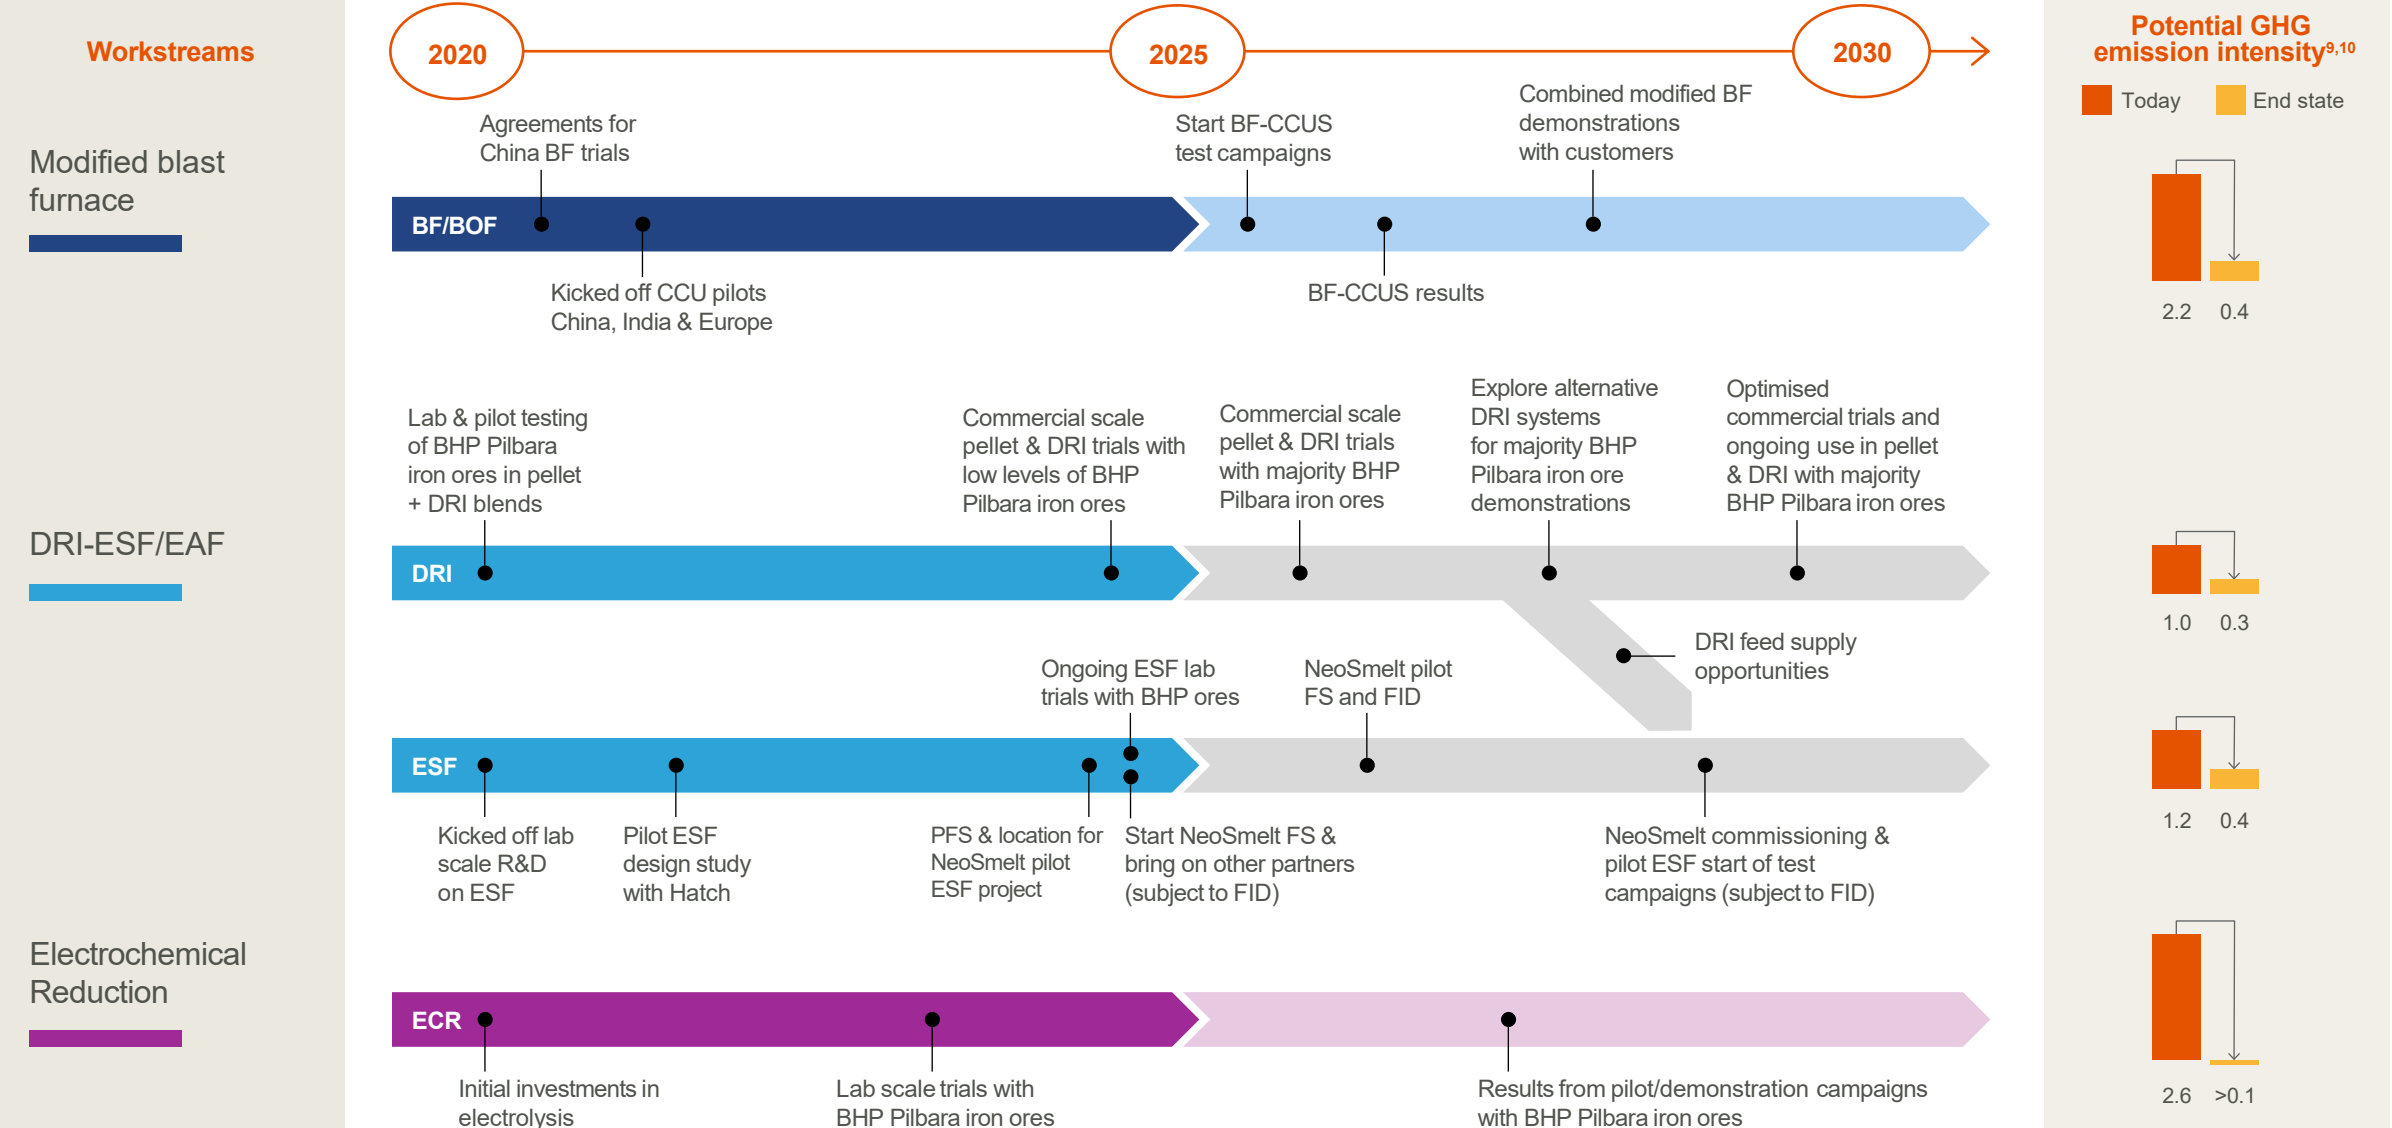 Workstreams
2020
2025
2030
Potential GHG
emission intensity9,10
Today
End state
Modified blast
furnace
Agreements for
China BF trials
Start BF-CCUS
test campaigns
Combined modified BF
demonstrations
with customers
BF/BOF
Kicked off CCU pilots
China, India & Europe
BF-CCUS results
2.2
0.4
DRI-ESF/EAF
Lab & pilot testing
of BHP Pilbara
iron ores in pellet
+ DRI blends
Commercial scale
pellet & DRI trials with
low levels of BHP
Pilbara iron ores
Commercial scale
pellet & DRI trials
with majority BHP
Pilbara iron ores
Explore alternative
DRI systems
for majority BHP
Pilbara iron ore
demonstrations
Optimised
commercial trials and
ongoing use in pellet
& DRI with majority
BHP Pilbara iron ores
DRI
1.0
0.3
DRI feed supply
opportunities
Ongoing ESF lab
trials with BHP ores
NeoSmelt pilot
FS and FID
ESF
Kicked off lab
scale R&D
on ESF
Pilot ESF
design study
with Hatch
PFS & location for
NeoSmelt pilot
ESF project
Start NeoSmelt FS &
bring on other partners
(subject to FID)
NeoSmelt commissioning &
pilot ESF start of test
campaigns (subject to FID)
1.2
0.4
Electrochemical
Reduction
ECR
Initial investments in
electrolysis
Lab scale trials with
BHP Pilbara iron ores
Results from pilot/demonstration campaigns
with BHP Pilbara iron ores
2.6
>0.1